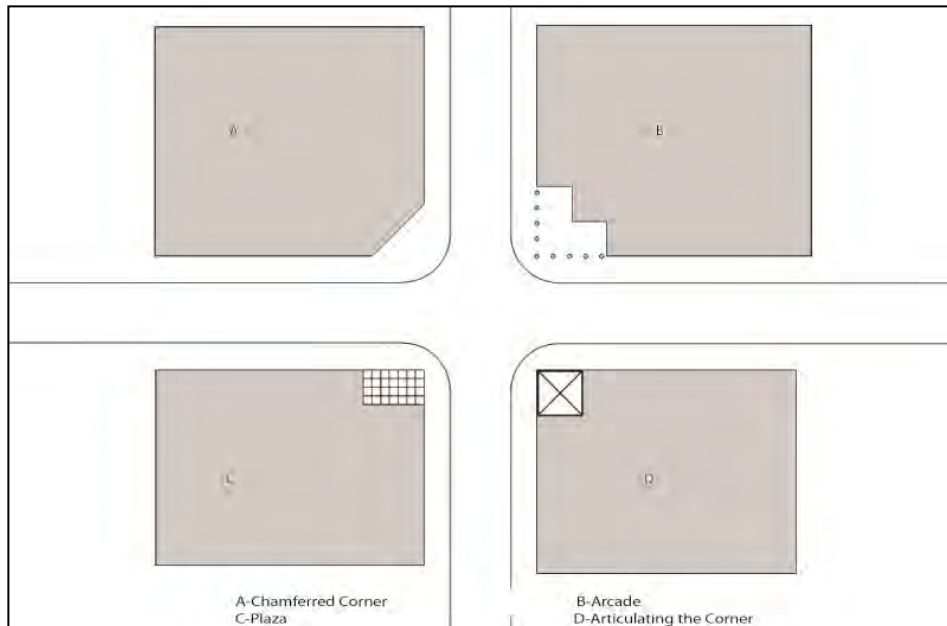 A
B
C
D
A-Chamferred Corner
B-Arcade
C-Plaza
D-Articulating the Corner